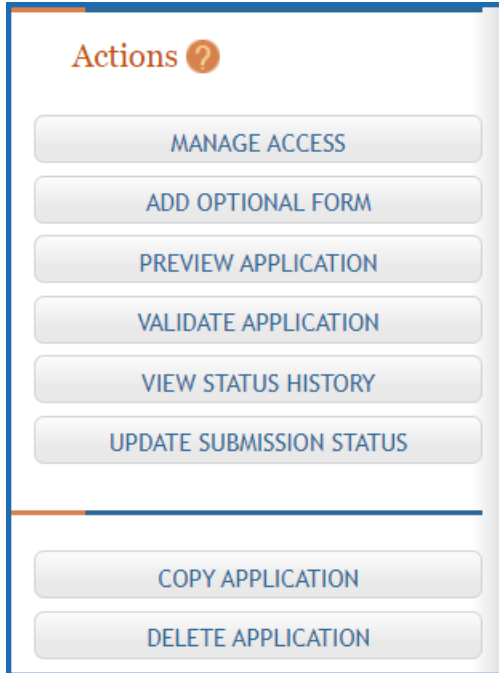 Actions ?
MANAGE ACCESS
ADD OPTIONAL FORM
PREVIEW APPLICATION
VALIDATE APPLICATION
VIEW STATUS HISTORY
UPDATE SUBMISSION STATUS
COPY APPLICATION
DELETE APPLICATION